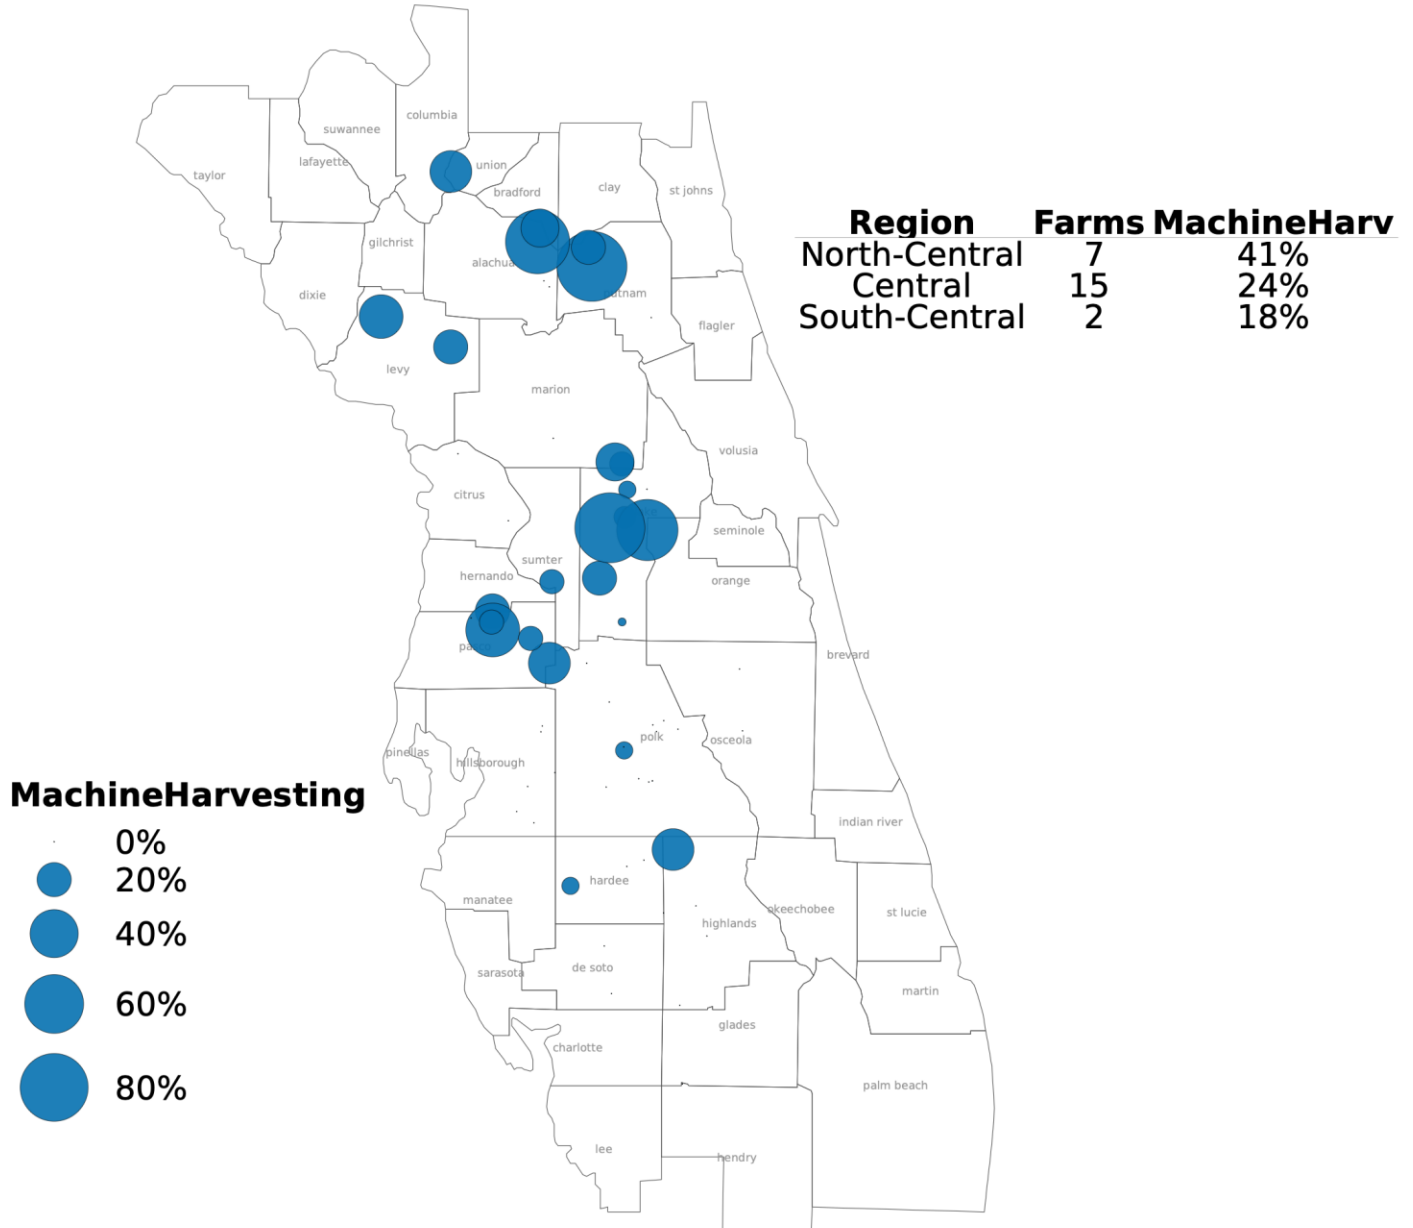 columbia
suwannee
lafayette
taylor
union
bradford
clay
st johns
gilchrist
alachua
dixie
putnam
flagler
levy
marion
volusia
citrus
seminole
sumter
hernando
orange
pasco
brevard
pinellas
hillsborough
polk
osceola
indian river
manatee
hardee
highlands
okeechobee
st lucie
sarasota
de soto
martin
glades
charlotte
palm beach
lee
hendry
Region Farms MachineHarv
North-Central 7 41%
Central 15 24%
South-Central 2 18%
MachineHarvesting
0%
20%
40%
60%
80%